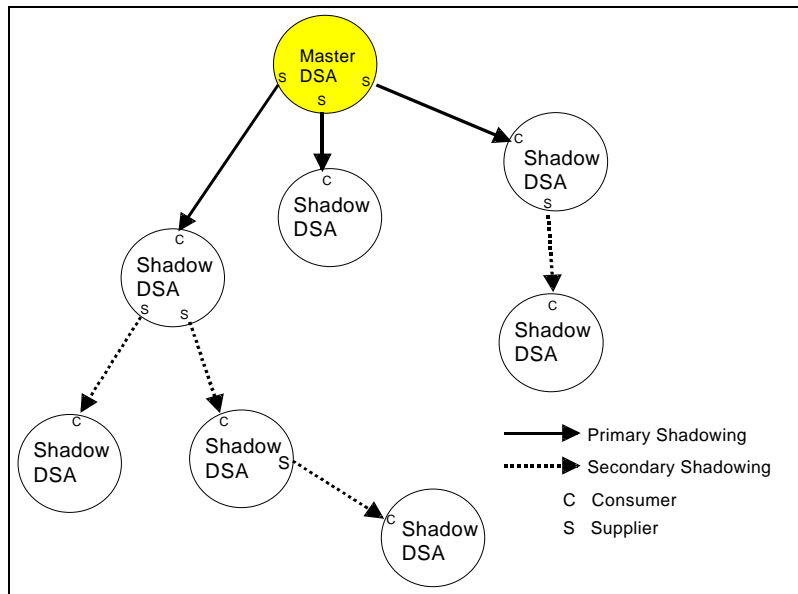 Master
DSA
S
S
S
C
Shadow
DSA
S
C
Shadow
DSA
C
Shadow
DSA
S
S
C
Shadow
DSA
C
Shadow
DSA
C
Shadow
DSA
S
C
Shadow
DSA
Primary Shadowing
Secondary Shadowing
C Consumer
S Supplier